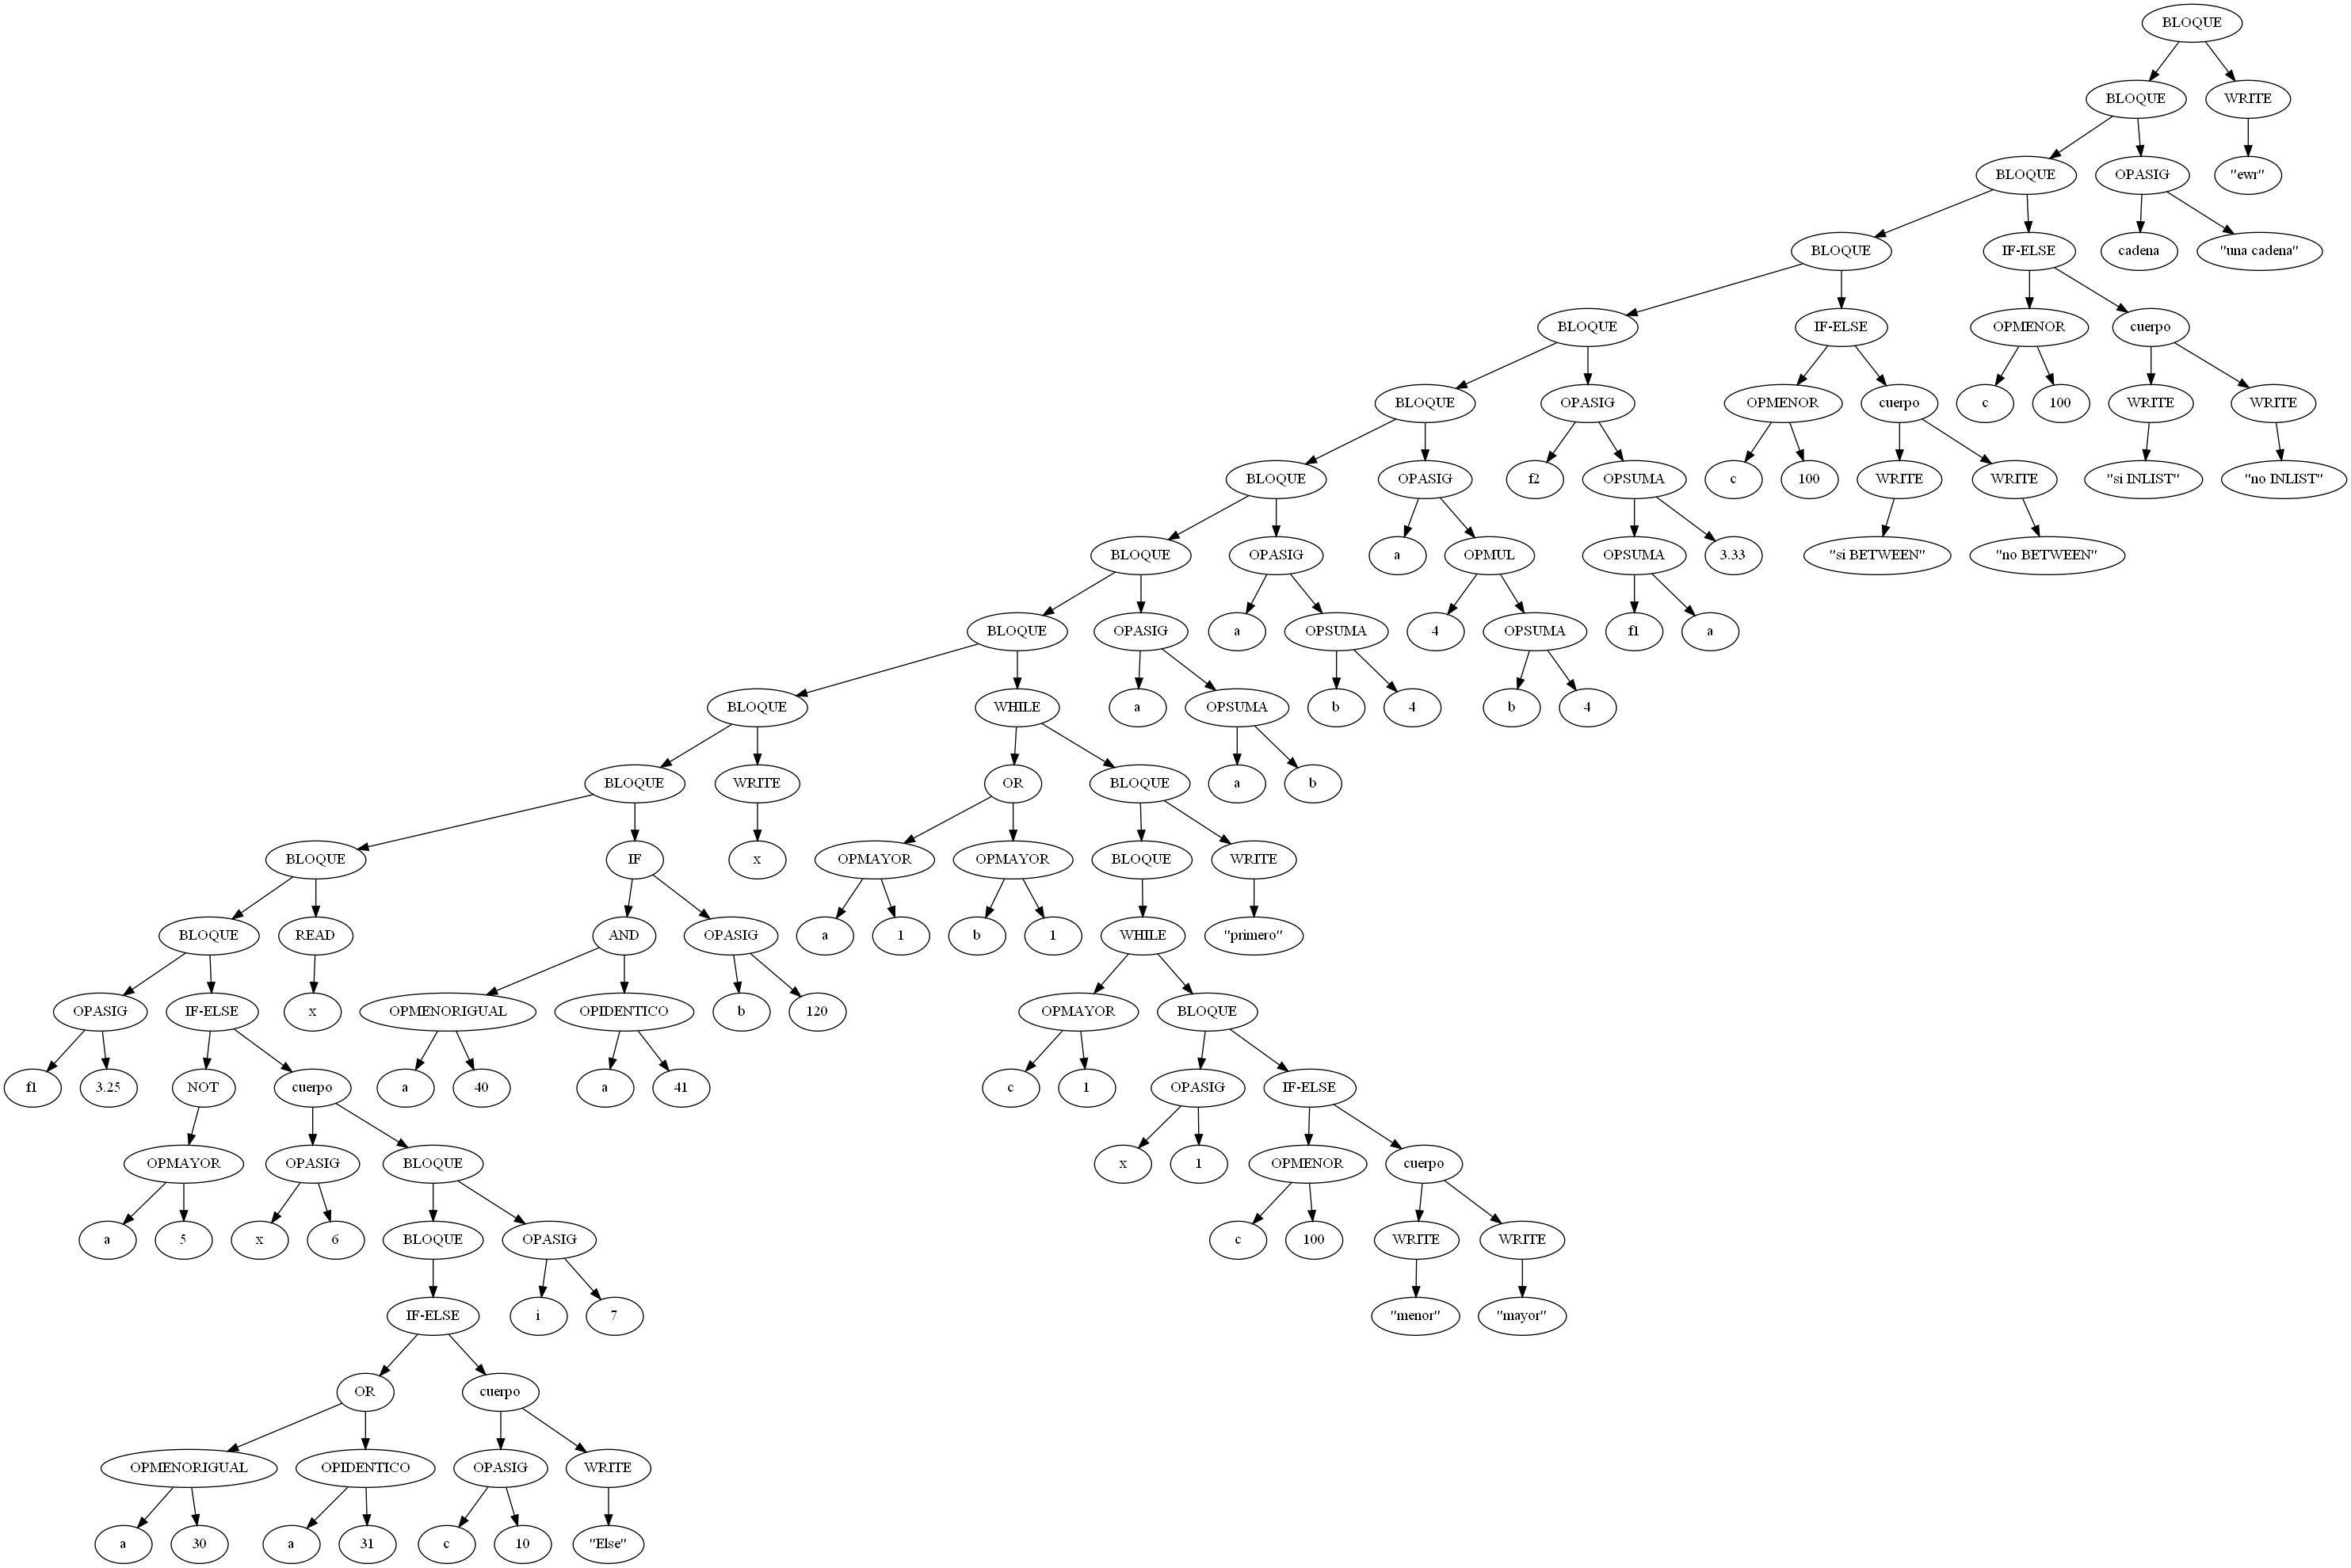 BLOQUE
BLOQUE WRITE
BLOQUE OPASIG "ewr"
BLOQUE IF-ELSE cadena "una cadena"
BLOQUE IF-ELSE OPMENOR cuerpo
BLOQUE OPASIG OPMENOR cuerpo c 100 WRITE WRITE
BLOQUE OPASIG f2 OPSUMA c 100 WRITE WRITE "si INLIST" "no INLIST"
BLOQUE OPASIG a OPMUL OPSUMA 3.33 "si BETWEEN" "no BETWEEN"
BLOQUE OPASIG a OPSUMA 4 OPSUMA f1 a
BLOQUE WHILE a OPSUMA b 4 b 4
BLOQUE WRITE OR BLOQUE a b
BLOQUE IF x OPMAYOR OPMAYOR BLOQUE WRITE
BLOQUE READ AND OPASIG a 1 b 1 WHILE "primero"
OPASIG IF-ELSE x OPMENORIGUAL OPIDENTICO b 120 OPMAYOR BLOQUE
f1 3.25 NOT cuerpo a 40 a 41 c 1 OPASIG IF-ELSE
OPMAYOR OPASIG BLOQUE x 1 OPMENOR cuerpo
a 5 x 6 BLOQUE OPASIG c 100 WRITE WRITE
IF-ELSE i 7 "menor" "mayor"
OR cuerpo
OPMENORIGUAL OPIDENTICO OPASIG WRITE
a 30 a 31 c 10 "Else"